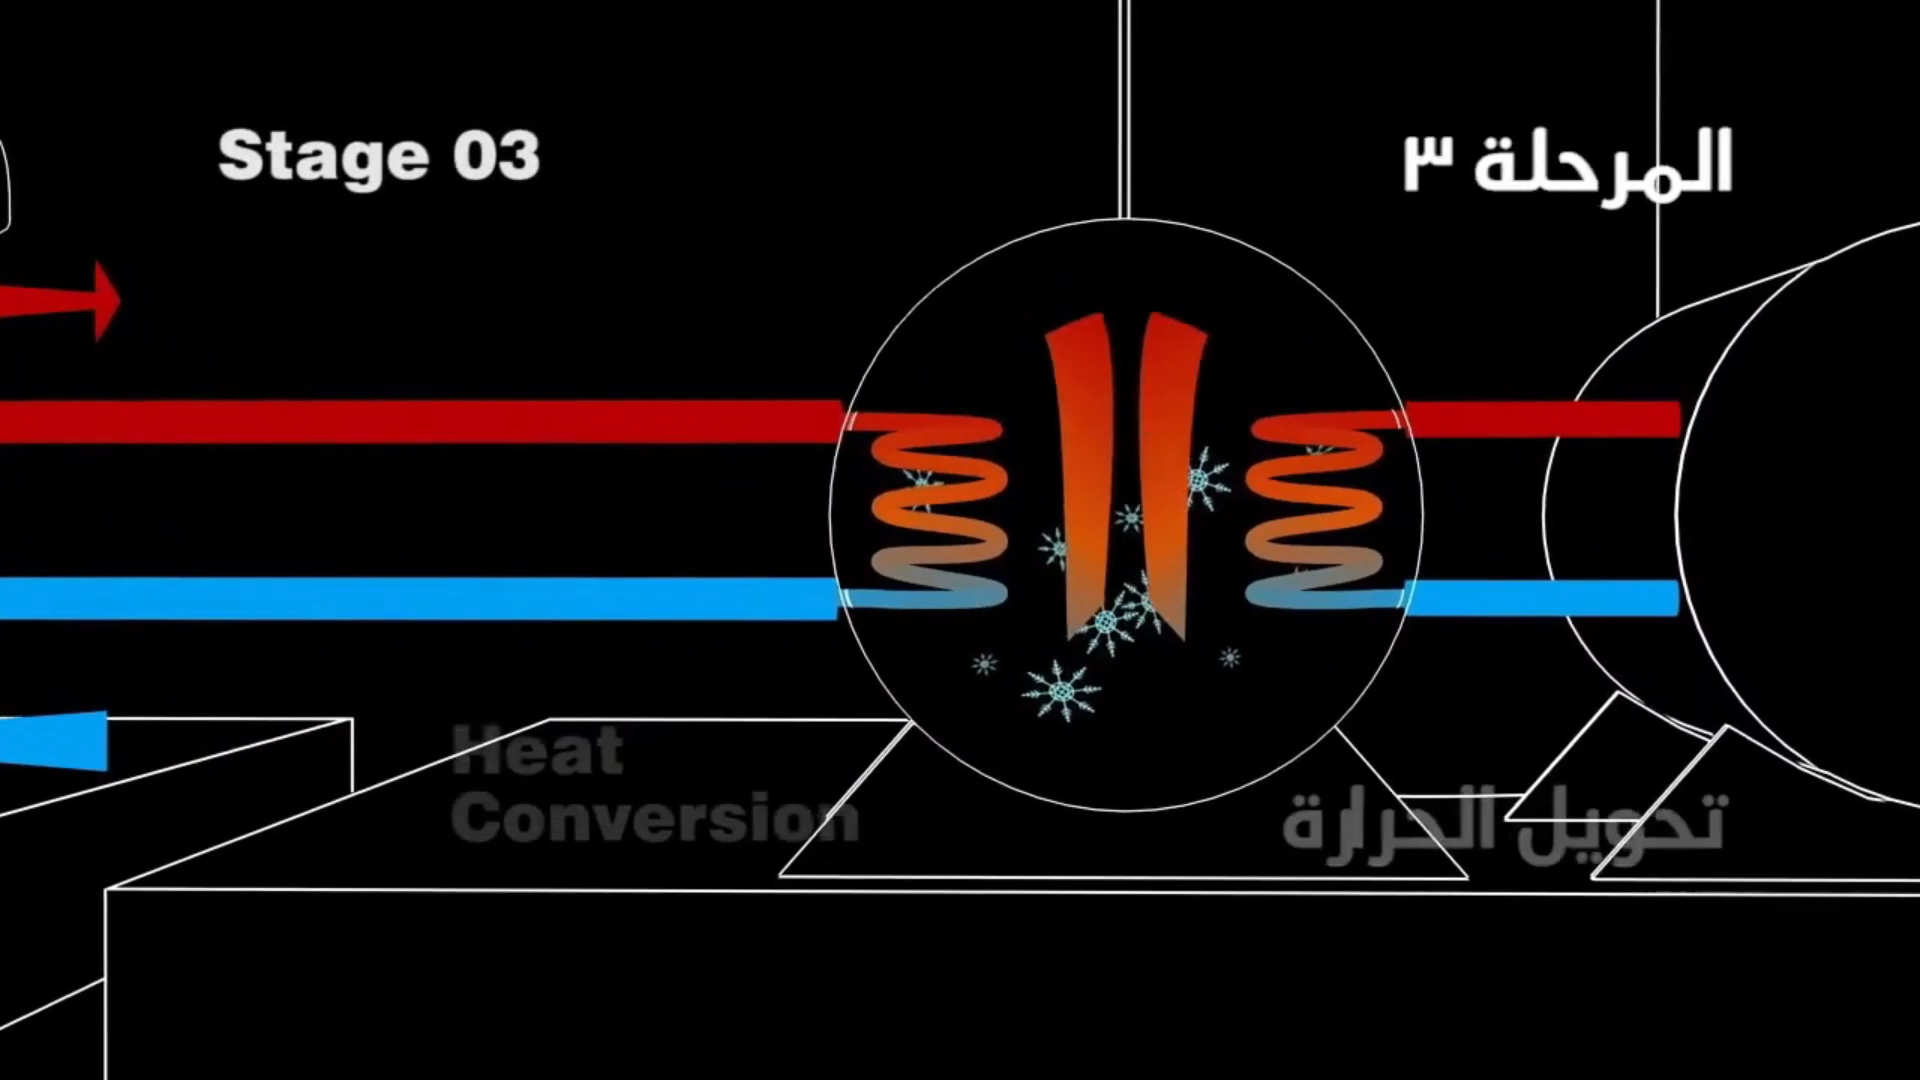 Stage 03
المرحلة ٣
Heat
Conversion
تحويل الحرارة